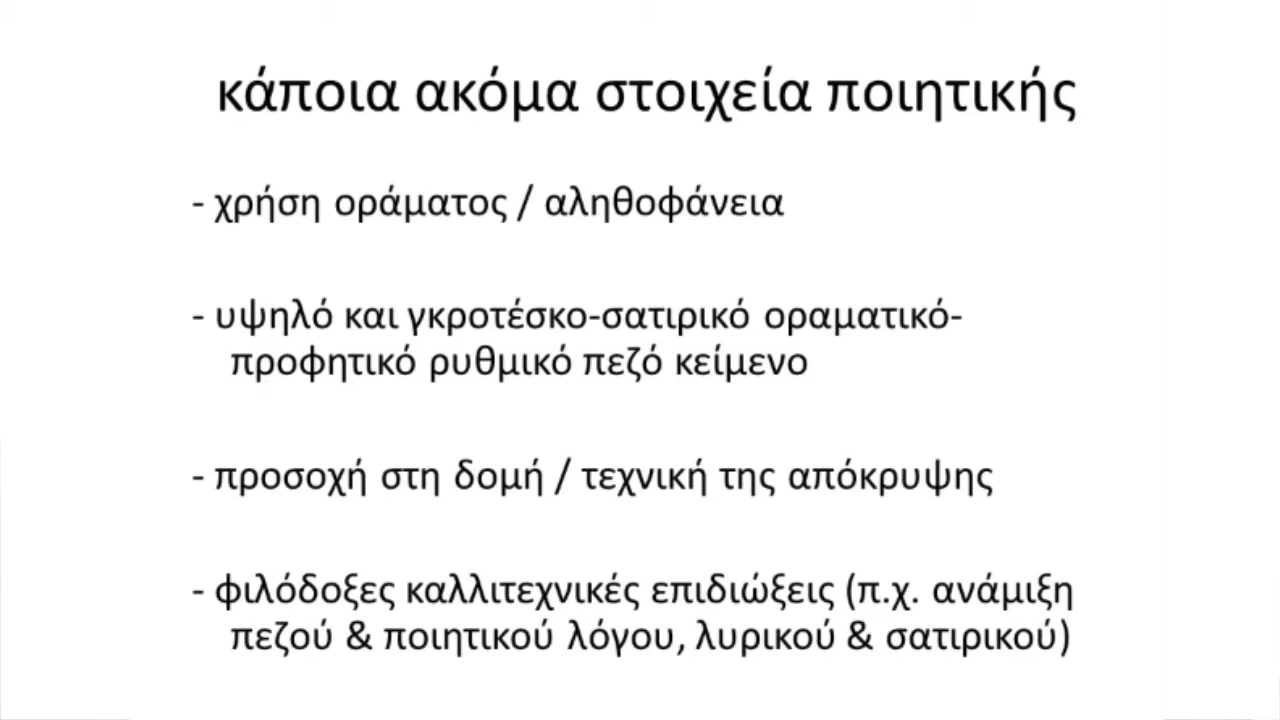 κάποια ακόμα στοιχεία ποιητικής
- χρήση οράματος / αληθοφάνεια
- υψηλό και γκροτέσκο-σατιρικό οραματικό-
προφητικό ρυθμικό πεζό κείμενο
- προσοχή στη δομή / τεχνική της απόκρυψης
- φιλόδοξες καλλιτεχνικές επιδιώξεις (π.χ. ανάμιξη
πεζού & ποιητικού λόγου, λυρικού & σατιρικού)